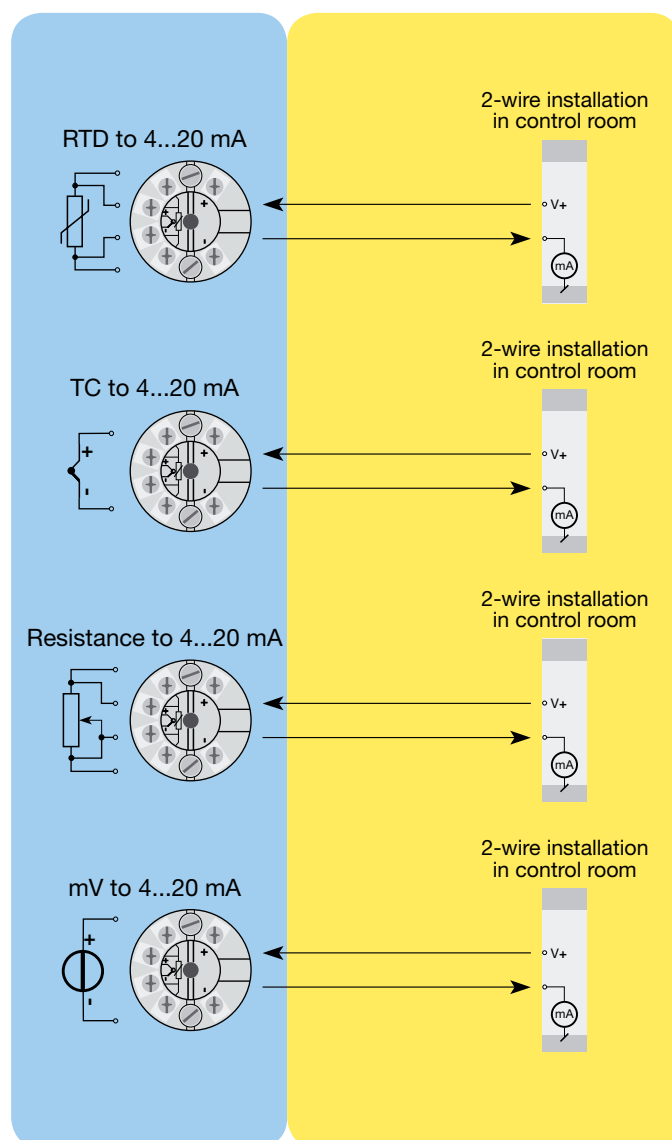 2-wire installation
in control room
RTD to 4...20 mA
+
-
+
-
V+
mA
2-wire installation
in control room
TC to 4...20 mA
+
-
+
-
+
-
V+
mA
2-wire installation
in control room
Resistance to 4...20 mA
+
-
+
-
V+
mA
2-wire installation
in control room
mV to 4...20 mA
+
-
+
-
+
-
V+
mA